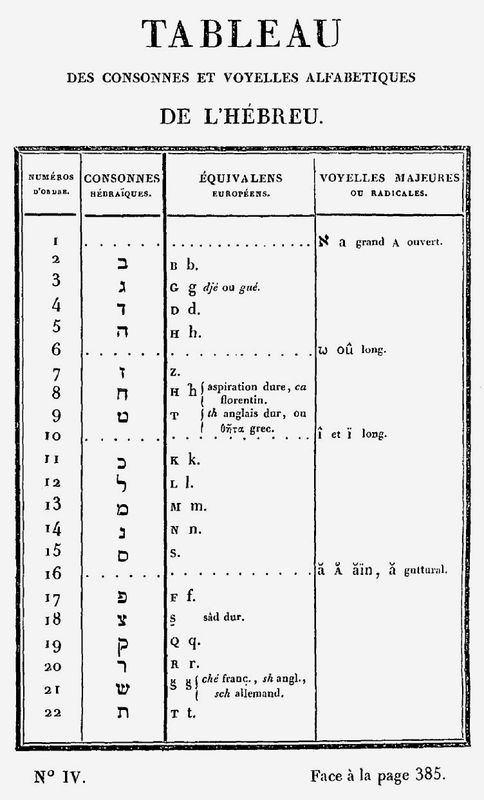 TABLEAU
DES CONSONNES ET VOYELLES ALFABETIQUES
DE L'HÉBREU.
NUMÉROS D'ORDRE. CONSONNES HÉBRAÏQUES. ÉQUIVALENS EUROPÉENS. VOYELLES MAJEURES OU RADICALES.
1 . . . . . . . . . . . . . . . . . . . . . א a grand A ouvert.
2 ב B b.
3 ג G g djé ou gué.
4 ד D d.
5 ה H h.
6 . . . . . . . . . . . . . . . . . . . . . ω oû long.
7 ז Z.
8 ח H ħ { aspiration dure, ca
florentin.
9 ט T { th anglais dur, ou
θῆτα grec.
10 . . . . . . . . . . . . . . . . . . . . . î et ï long.
11 כ K k.
12 ל L l.
13 מ M m.
14 נ N n.
15 ס S.
16 . . . . . . . . . . . . . . . . . . . . . ă Å ăïn, ă guttural.
17 פ F f.
18 צ S sâd dur.
19 ק Q q.
20 ר R r.
21 ש { ché franç., sh angl.,
sch allemand.
22 ת T t.
N° IV. Face à la page 385.